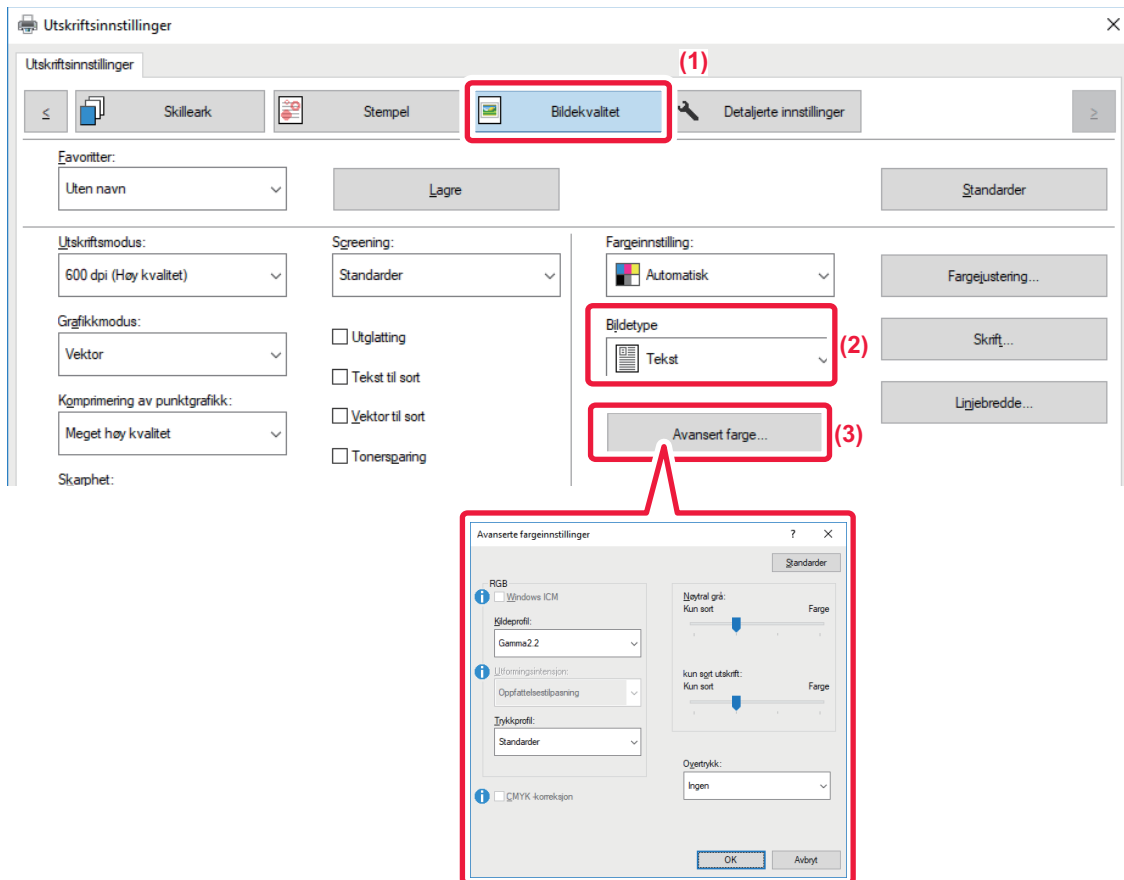 Utskriftsinnstillinger
Utskriftsinnstillinger
(1)
< Skilleark Stempel Bildekvalitet Detaljerte innstillinger >
Favoritter:
Uten navn Lagre Standarder
Utskriftsmodus: Screening: Fargeinnstilling:
600 dpi (Høy kvalitet) Standarder Automatisk Fargejustering...
Grafikkmodus: Bildetype
Vektor Utglatting Tekst (2) Skrift...
Tekst til sort
Komprimering av punktgrafikk: Linjebredde...
Meget høy kvalitet Vektor til sort Avansert farge... (3)
Tonersparing
Skarphet:
Avanserte fargeinnstillinger ? ×
Standarder
RGB
Windows ICM
Kildeprofil:
Gamma2.2
Utformingsintensjon:
Oppfattelsestilpasning
Trykkprofil:
Standarder
CMYK -korreksjon
Nøytral grå:
Kun sort Farge
kun sort utskrift:
Kun sort Farge
Overtrykk:
Ingen
OK Avbryt